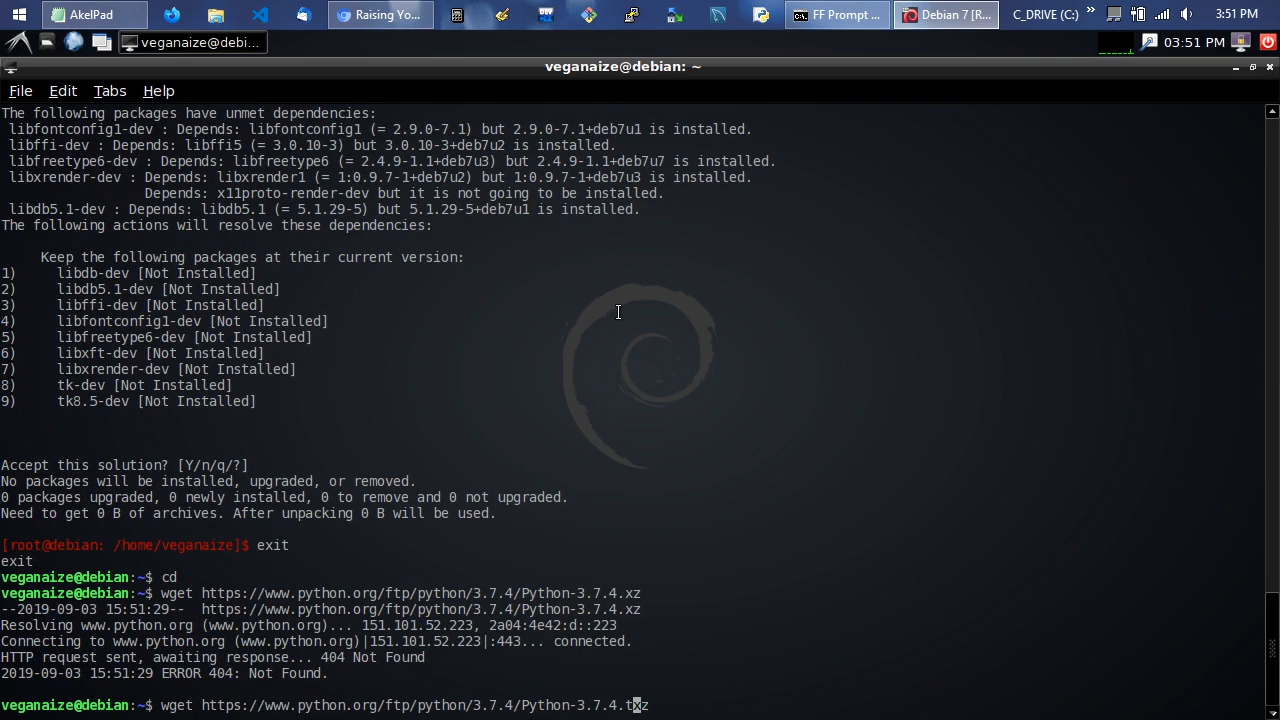 AkelPad
Raising Yo...
FF Prompt ...
Debian 7 [R...
C_DRIVE (C:)
3:51 PM
veganaize@debi...
03:51 PM
veganaize@debian: ~
File Edit Tabs Help
The following packages have unmet dependencies:
 libfontconfig1-dev : Depends: libfontconfig1 (= 2.9.0-7.1) but 2.9.0-7.1+deb7u1 is installed.
 libffi-dev : Depends: libffi5 (= 3.0.10-3) but 3.0.10-3+deb7u2 is installed.
 libfreetype6-dev : Depends: libfreetype6 (= 2.4.9-1.1+deb7u3) but 2.4.9-1.1+deb7u7 is installed.
 libxrender-dev : Depends: libxrender1 (= 1:0.9.7-1+deb7u2) but 1:0.9.7-1+deb7u3 is installed.
                  Depends: x11proto-render-dev but it is not going to be installed.
 libdb5.1-dev : Depends: libdb5.1 (= 5.1.29-5) but 5.1.29-5+deb7u1 is installed.
The following actions will resolve these dependencies:
     Keep the following packages at their current version:
1)     libdb-dev [Not Installed]
2)     libdb5.1-dev [Not Installed]
3)     libffi-dev [Not Installed]
4)     libfontconfig1-dev [Not Installed]
5)     libfreetype6-dev [Not Installed]
6)     libxft-dev [Not Installed]
7)     libxrender-dev [Not Installed]
8)     tk-dev [Not Installed]
9)     tk8.5-dev [Not Installed]
Accept this solution? [Y/n/q/?]
No packages will be installed, upgraded, or removed.
0 packages upgraded, 0 newly installed, 0 to remove and 0 not upgraded.
Need to get 0 B of archives. After unpacking 0 B will be used.
[root@debian: /home/veganaize]$ exit
exit
veganaize@debian:~$ cd
veganaize@debian:~$ wget https://www.python.org/ftp/python/3.7.4/Python-3.7.4.xz
--2019-09-03 15:51:29--  https://www.python.org/ftp/python/3.7.4/Python-3.7.4.xz
Resolving www.python.org (www.python.org)... 151.101.52.223, 2a04:4e42:d::223
Connecting to www.python.org (www.python.org)|151.101.52.223|:443... connected.
HTTP request sent, awaiting response... 404 Not Found
2019-09-03 15:51:29 ERROR 404: Not Found.
veganaize@debian:~$ wget https://www.python.org/ftp/python/3.7.4/Python-3.7.4.txz